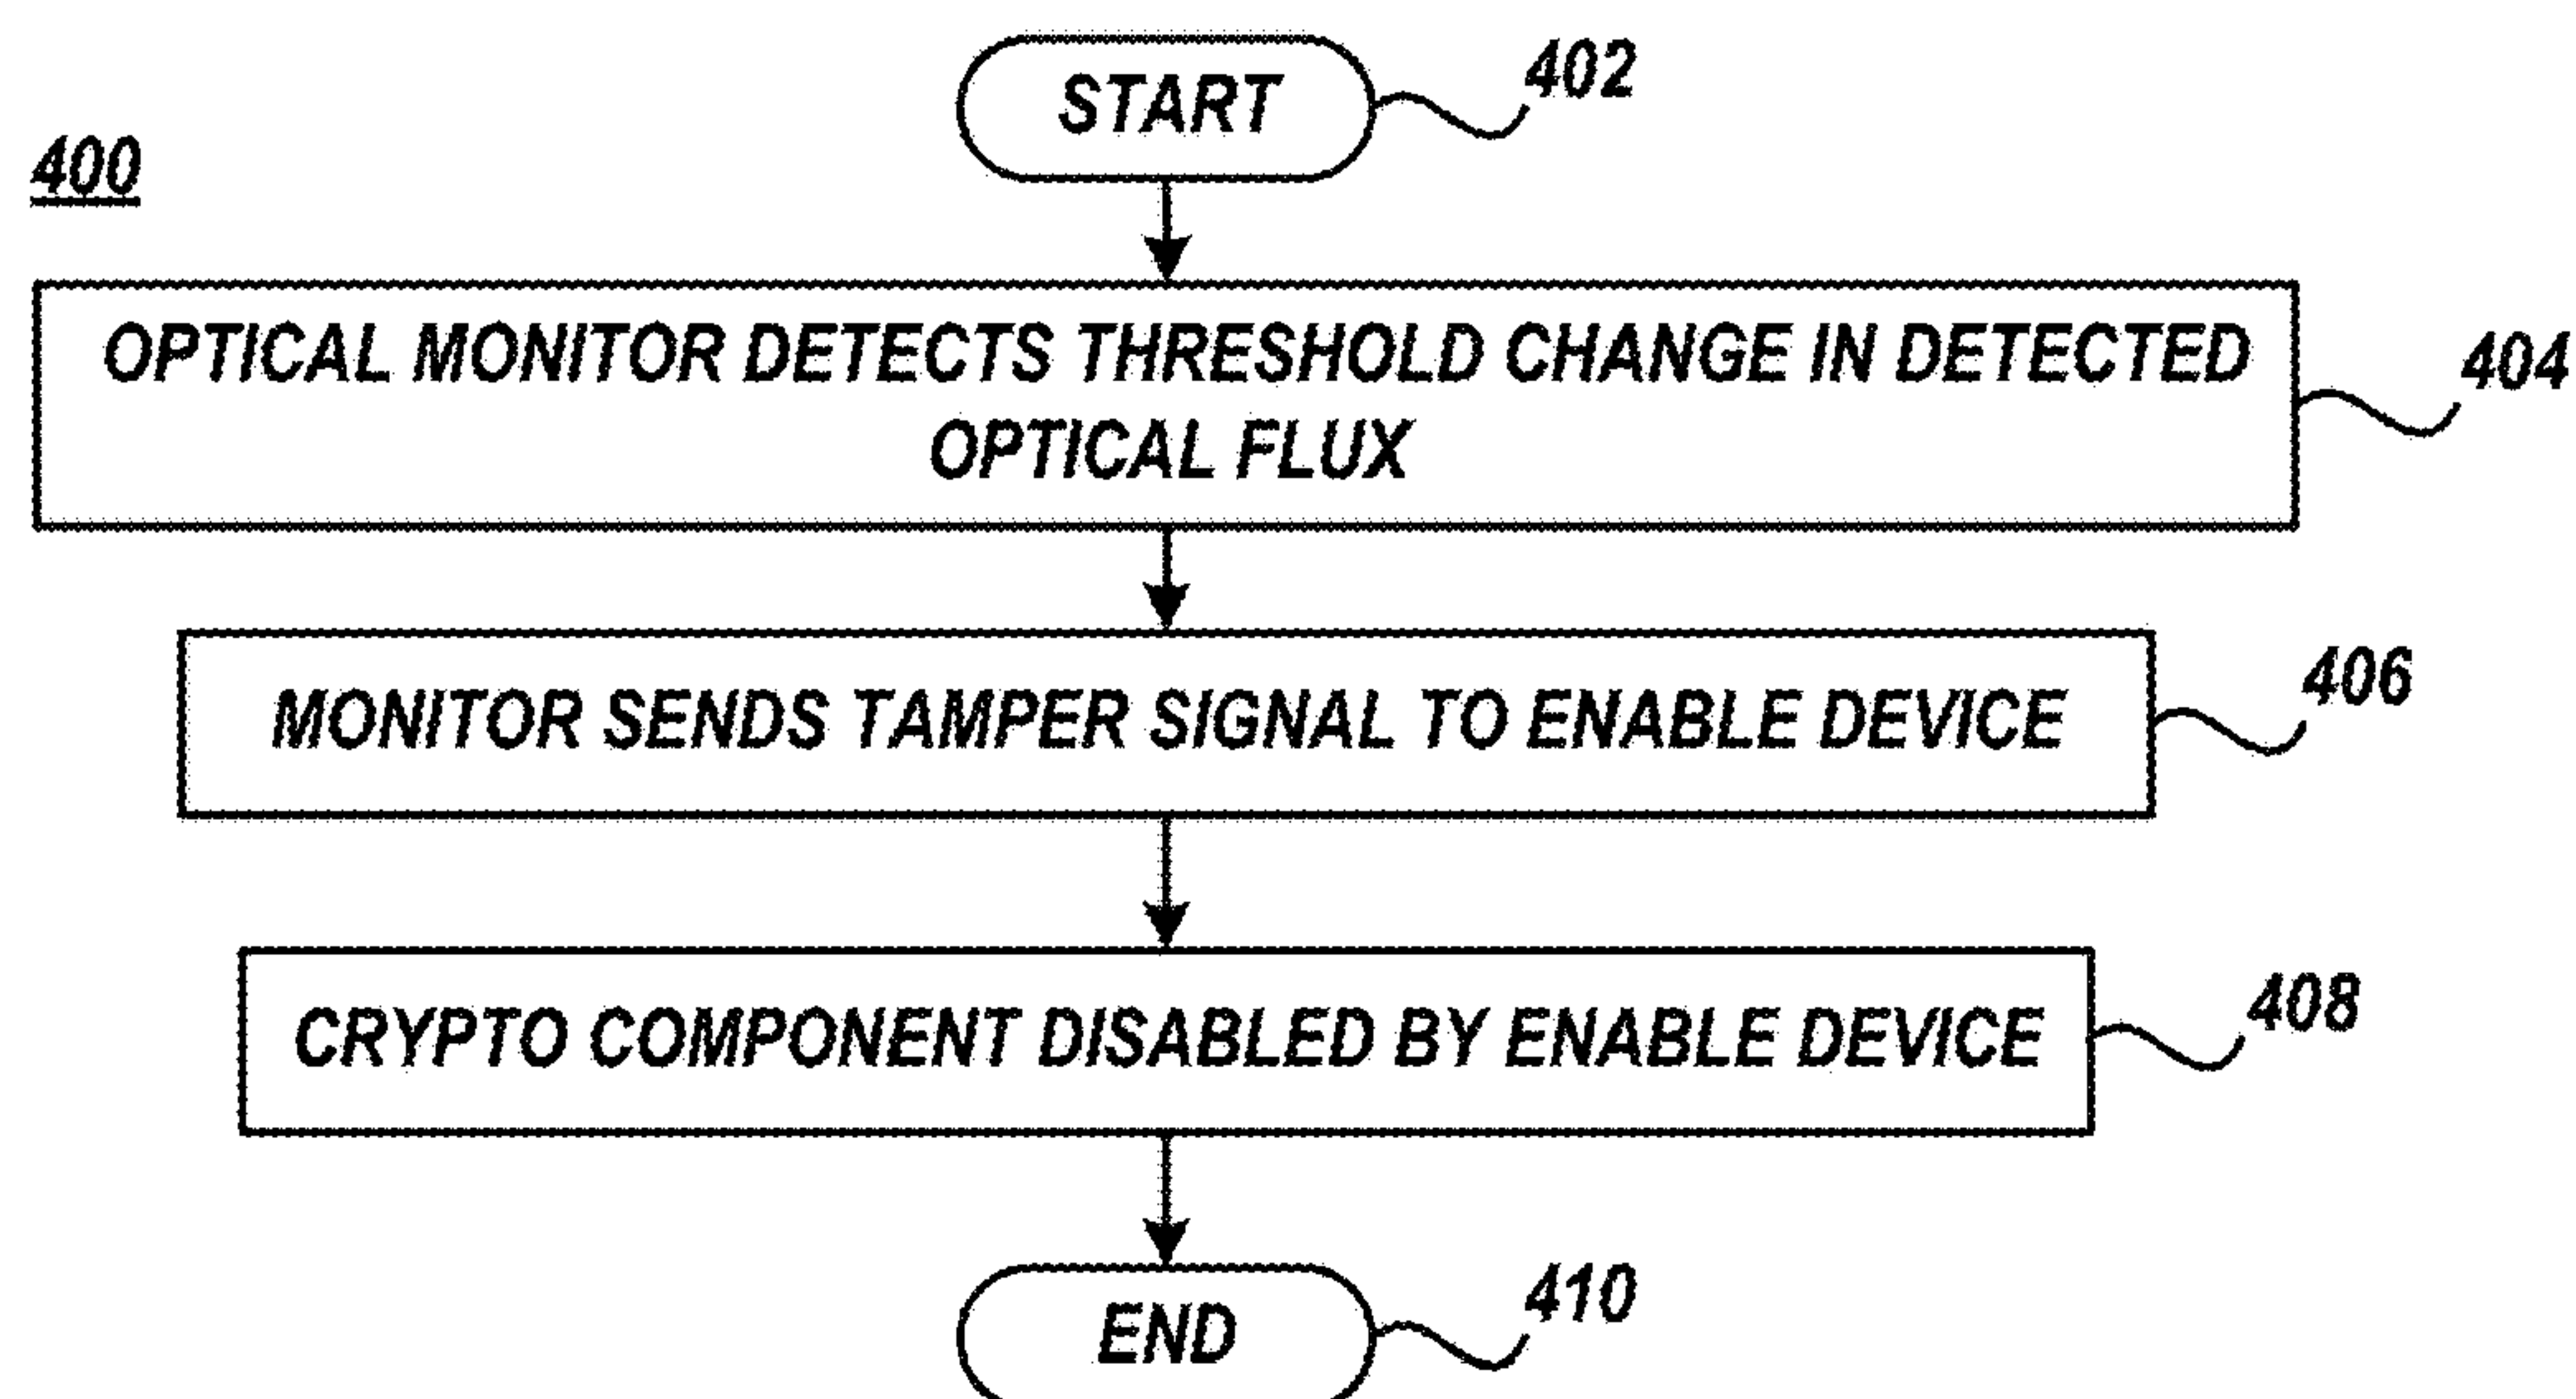 START
402
400
OPTICAL MONITOR DETECTS THRESHOLD CHANGE IN DETECTED
OPTICAL FLUX
404
MONITOR SENDS TAMPER SIGNAL TO ENABLE DEVICE
406
CRYPTO COMPONENT DISABLED BY ENABLE DEVICE
408
END
410